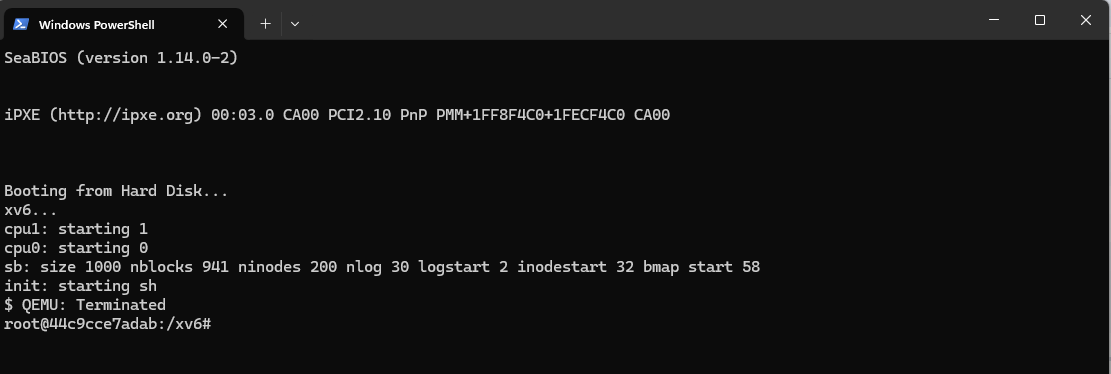 Windows PowerShell
SeaBIOS (version 1.14.0-2)
iPXE (http://ipxe.org) 00:03.0 CA00 PCI2.10 PnP PMM+1FF8F4C0+1FECF4C0 CA00
Booting from Hard Disk...
xv6...
cpu1: starting 1
cpu0: starting 0
sb: size 1000 nblocks 941 ninodes 200 nlog 30 logstart 2 inodestart 32 bmap start 58
init: starting sh
$ QEMU: Terminated
root@44c9cce7adab:/xv6#